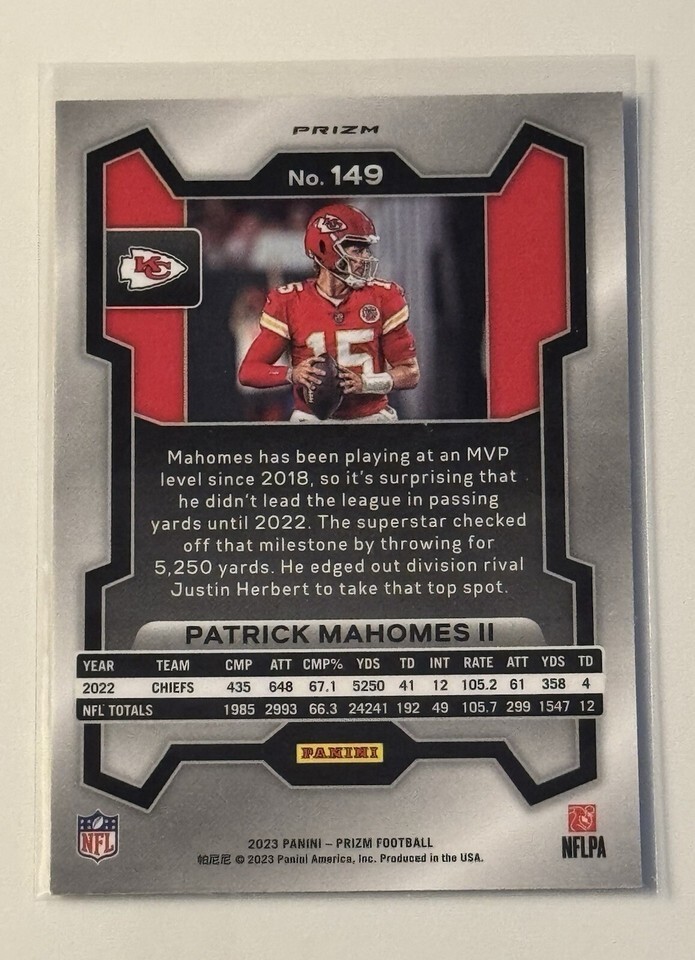 PRIZM
No. 149
KC
15
15
Mahomes has been playing at an MVP
level since 2018, so it's surprising that
he didn't lead the league in passing
yards until 2022. The superstar checked
off that milestone by throwing for
5,250 yards. He edged out division rival
Justin Herbert to take that top spot.
PATRICK MAHOMES II
YEAR TEAM CMP ATT CMP% YDS TD INT RATE ATT YDS TD
2022 CHIEFS 435 648 67.1 5250 41 12 105.2 61 358 4
NFL TOTALS 1985 2993 66.3 24241 192 49 105.7 299 1547 12
PANINI
NFL
NFLPA
2023 PANINI – PRIZM FOOTBALL
帕尼尼 © 2023 Panini America, Inc. Produced in the USA.